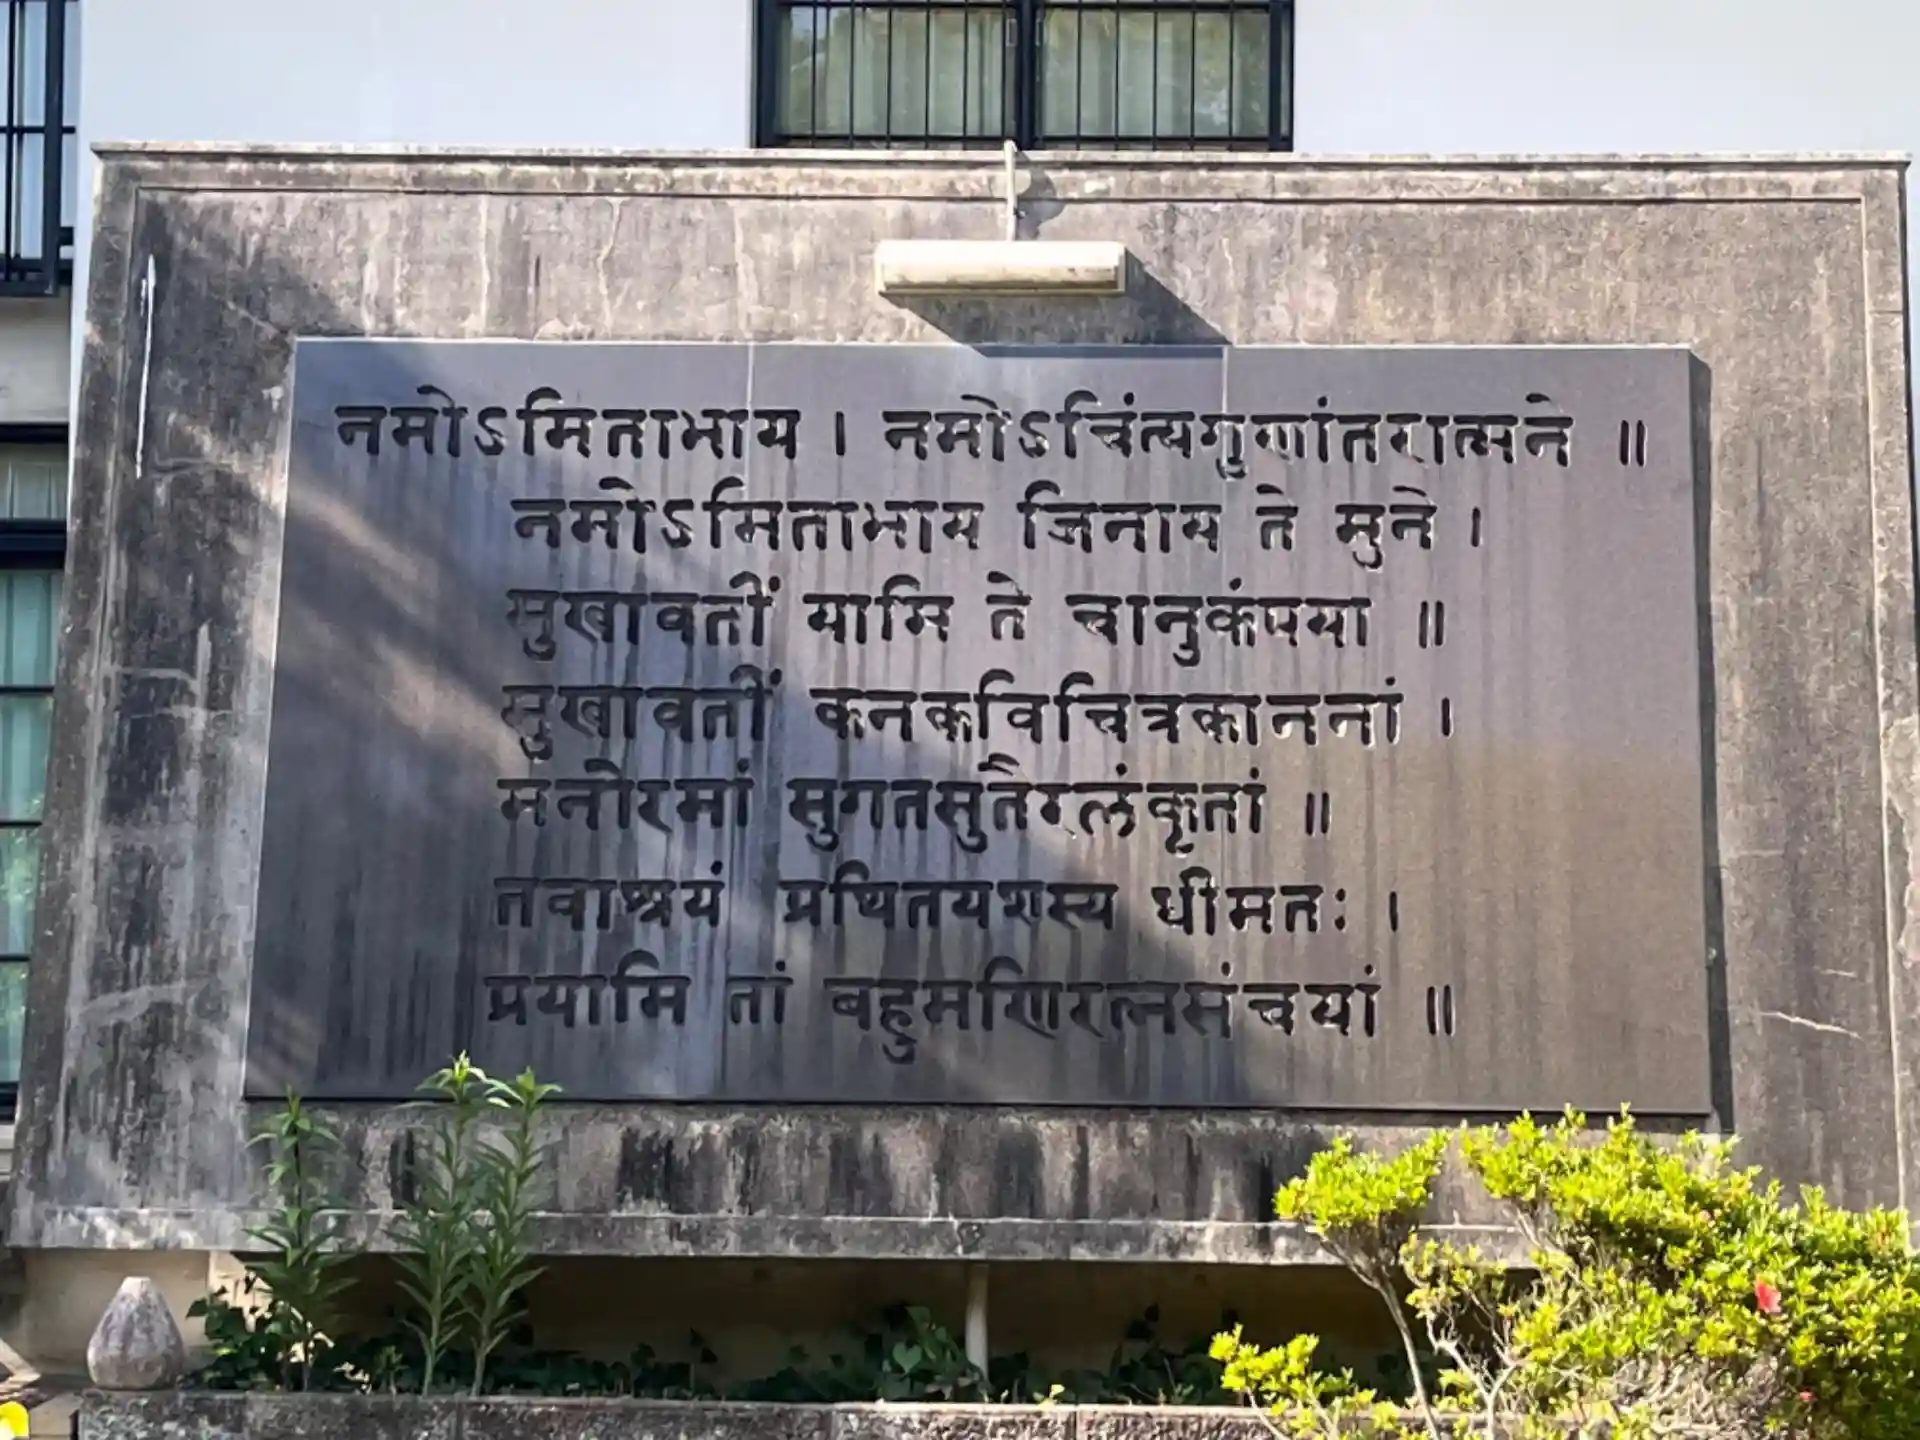 नमोऽमिताभाय । नमोऽचिंत्यगुणांतरात्मने ॥
नमोऽमिताभाय जिनाय ते मुने ।
सुखावतीं यामि ते चानुकंपया ॥
सुखावतीं कनकविचित्रकाननां ।
मनोरमां सुगतसुतैरलंकृतां ॥
तवाश्रयं प्रथितयशस्य धीमतः ।
प्रयामि तां बहुमणिरत्नसंचयां ॥